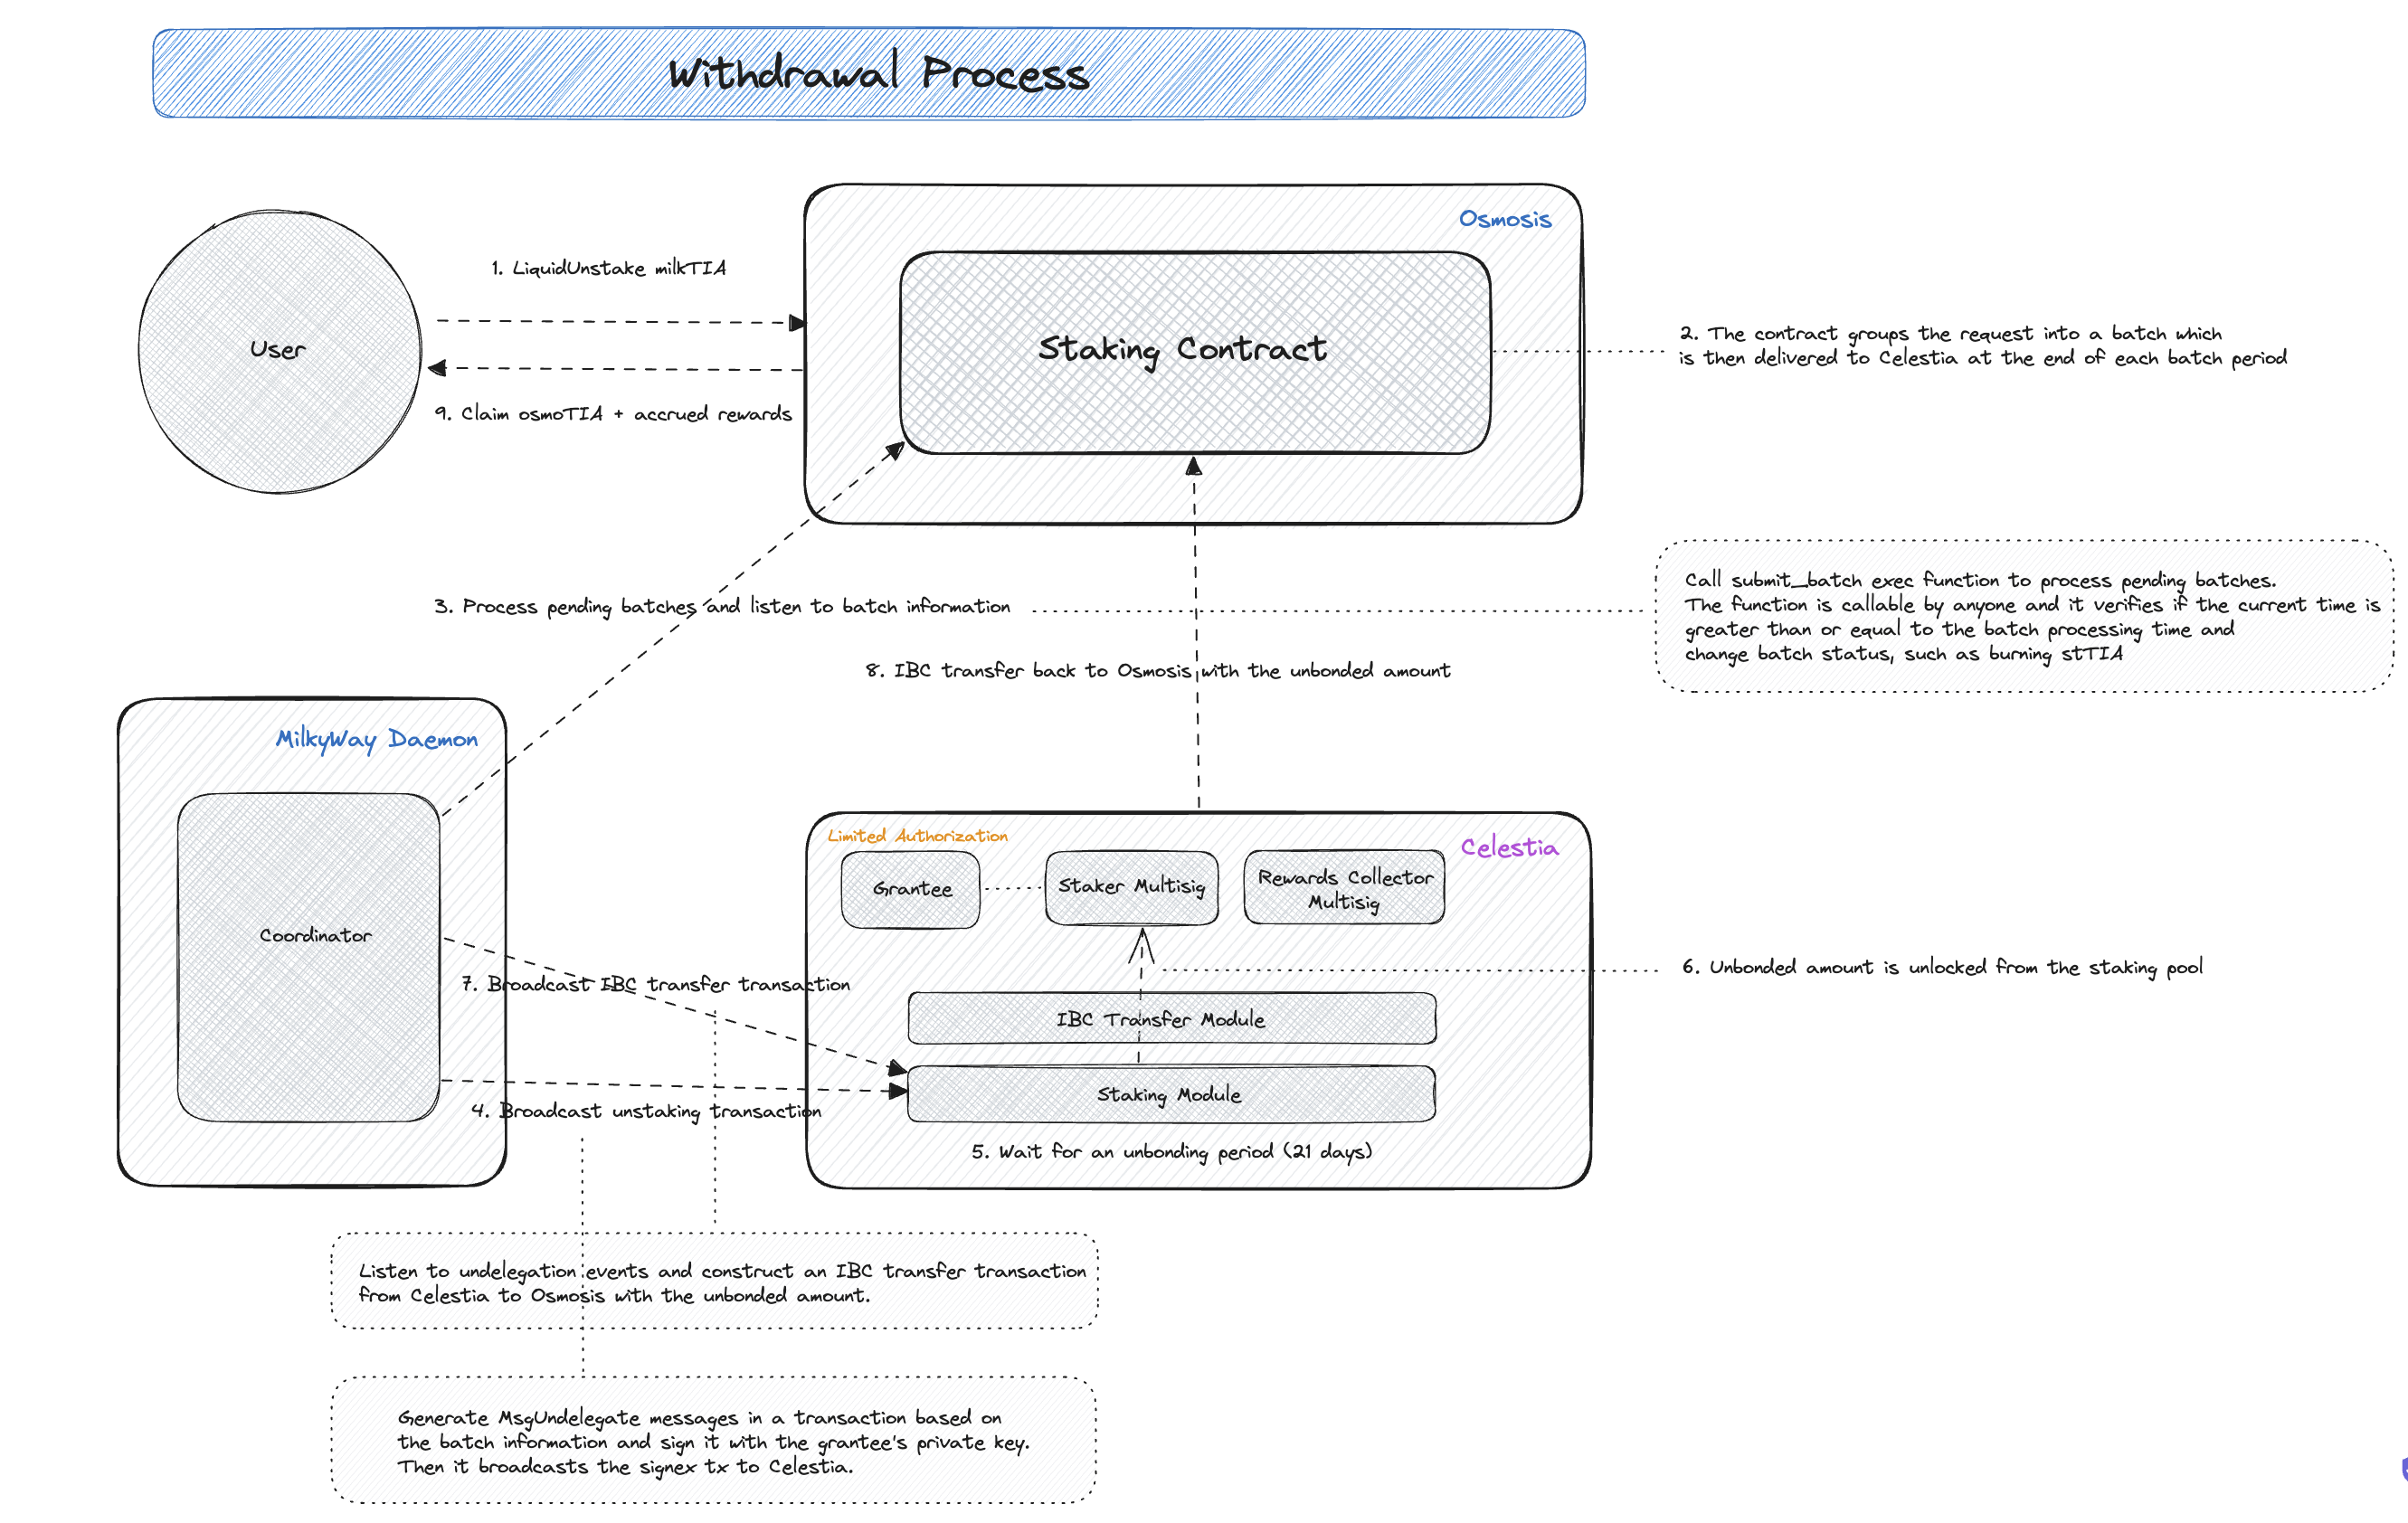 Withdrawal Process
Osmosis
User
1. LiquidUnstake milkTIA
9. Claim osmoTIA + accrued rewards
Staking Contract
2. The contract groups the request into a batch which
is then delivered to Celestia at the end of each batch period
3. Process pending batches and listen to batch information
Call submit_batch exec function to process pending batches.
The function is callable by anyone and it verifies if the current time is
greater than or equal to the batch processing time and
change batch status, such as burning stTIA
8. IBC transfer back to Osmosis with the unbonded amount
MilkyWay Daemon
Coordinator
Limited Authorization
Celestia
Grantee
Staker Multisig
Rewards Collector
Multisig
7. Broadcast IBC transfer transaction
6. Unbonded amount is unlocked from the staking pool
IBC Transfer Module
Staking Module
4. Broadcast unstaking transaction
5. Wait for an unbonding period (21 days)
Listen to undelegation events and construct an IBC transfer transaction
from Celestia to Osmosis with the unbonded amount.
Generate MsgUndelegate messages in a transaction based on
the batch information and sign it with the grantee's private key.
Then it broadcasts the signex tx to Celestia.